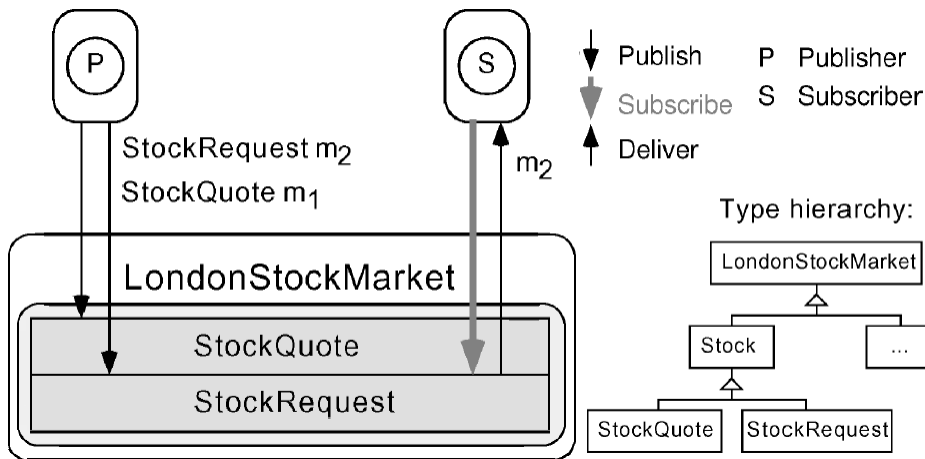 P
S
Publish
P Publisher
Subscribe
S Subscriber
Deliver
StockRequest m2
StockQuote m1
m2
Type hierarchy:
LondonStockMarket
StockQuote
StockRequest
LondonStockMarket
Stock
...
StockQuote
StockRequest